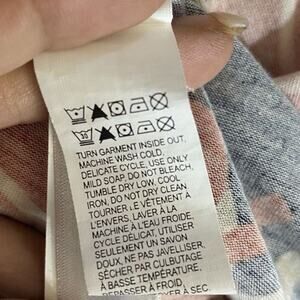 TURN GARMENT INSIDE OUT,
MACHINE WASH COLD,
DELICATE CYCLE, USE ONLY
MILD SOAP, DO NOT BLEACH,
TUMBLE DRY LOW, COOL
IRON, DO NOT DRY CLEAN
TOURNER LE VÊTEMENT À
L'ENVERS, LAVER À LA
MACHINE À L'EAU FROIDE,
CYCLE DÉLICAT, UTILISER
SEULEMENT UN SAVON
DOUX, NE PAS JAVELLISER,
SÉCHER PAR CULBUTAGE
À BASSE TEMPÉRATURE,
REPASSER À FROID
À SEC.